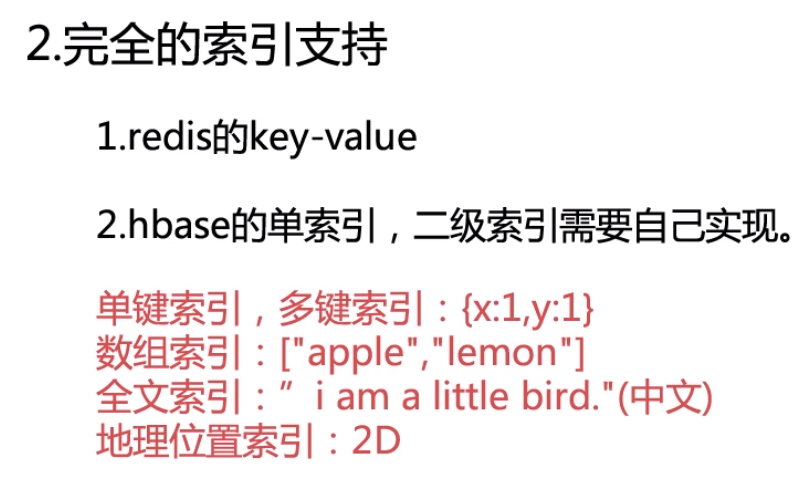 2.完全的索引支持
1.redis的key-value
2.hbase的单索引，二级索引需要自己实现。
单键索引，多键索引：{x:1,y:1}
数组索引：["apple","lemon"]
全文索引：”i am a little bird."(中文)
地理位置索引：2D